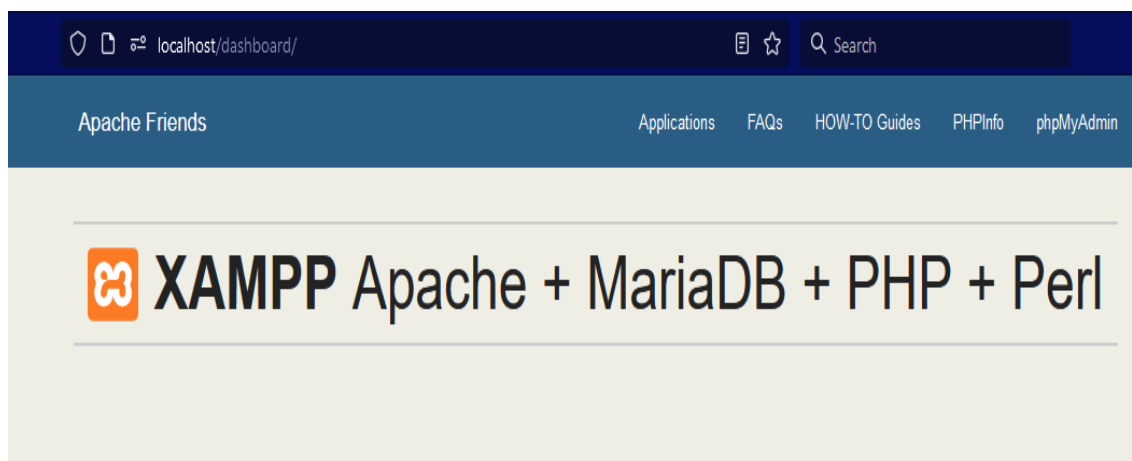 localhost/dashboard/ Search
Apache Friends Applications FAQs HOW-TO Guides PHPInfo phpMyAdmin
XAMPP Apache + MariaDB + PHP + Perl